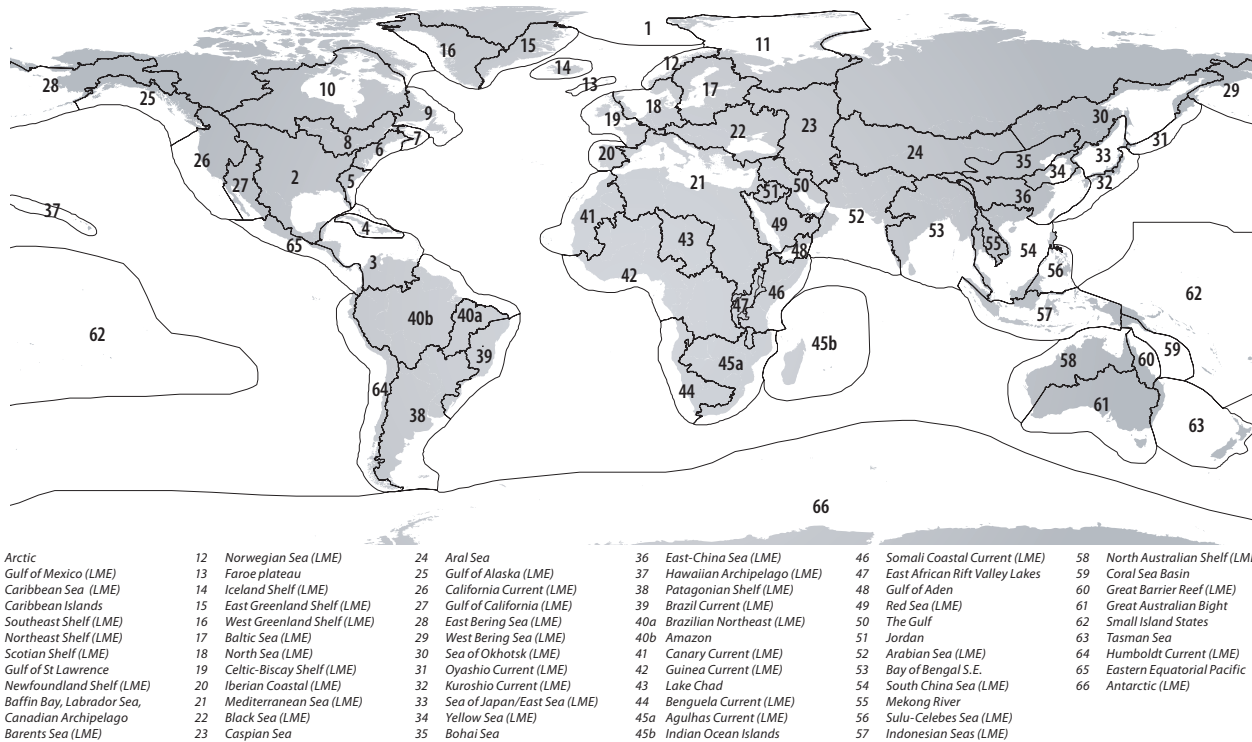 1
11
16
15
14
12
13
28
25
10
9
17
18
29
30
31
8
7
6
19
22
23
24
33
35
34
26
27
2
5
20
21
51
50
36
32
37
4
41
43
49
52
53
55
54
56
65
3
42
48
46
47
57
62
40b
40a
39
62
45b
45a
58
60
59
64
38
44
61
63
66
Arctic
Gulf of Mexico (LME)
Caribbean Sea (LME)
Caribbean Islands
Southeast Shelf (LME)
Northeast Shelf (LME)
Scotian Shelf (LME)
Gulf of St Lawrence
Newfoundland Shelf (LME)
Baffin Bay, Labrador Sea,
Canadian Archipelago
Barents Sea (LME)
12 Norwegian Sea (LME)
13 Faroe plateau
14 Iceland Shelf (LME)
15 East Greenland Shelf (LME)
16 West Greenland Shelf (LME)
17 Baltic Sea (LME)
18 North Sea (LME)
19 Celtic-Biscay Shelf (LME)
20 Iberian Coastal (LME)
21 Mediterranean Sea (LME)
22 Black Sea (LME)
23 Caspian Sea
24 Aral Sea
25 Gulf of Alaska (LME)
26 California Current (LME)
27 Gulf of California (LME)
28 East Bering Sea (LME)
29 West Bering Sea (LME)
30 Sea of Okhotsk (LME)
31 Oyashio Current (LME)
32 Kuroshio Current (LME)
33 Sea of Japan/East Sea (LME)
34 Yellow Sea (LME)
35 Bohai Sea
36 East-China Sea (LME)
37 Hawaiian Archipelago (LME)
38 Patagonian Shelf (LME)
39 Brazil Current (LME)
40a Brazilian Northeast (LME)
40b Amazon
41 Canary Current (LME)
42 Guinea Current (LME)
43 Lake Chad
44 Benguela Current (LME)
45a Agulhas Current (LME)
45b Indian Ocean Islands
46 Somali Coastal Current (LME)
47 East African Rift Valley Lakes
48 Gulf of Aden
49 Red Sea (LME)
50 The Gulf
51 Jordan
52 Arabian Sea (LME)
53 Bay of Bengal S.E.
54 South China Sea (LME)
55 Mekong River
56 Sulu-Celebes Sea (LME)
57 Indonesian Seas (LME)
58 North Australian Shelf (LM
59 Coral Sea Basin
60 Great Barrier Reef (LME)
61 Great Australian Bight
62 Small Island States
63 Tasman Sea
64 Humboldt Current (LME)
65 Eastern Equatorial Pacific
66 Antarctic (LME)